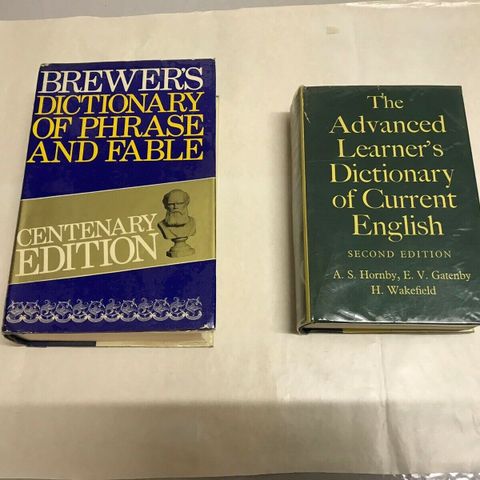 BREWER'S
DICTIONARY
OF PHRASE
AND FABLE
CENTENARY
EDITION
The
Advanced
Learner's
Dictionary
of Current
English
SECOND EDITION
A. S. Hornby, E. V. Gatenby
H. Wakefield